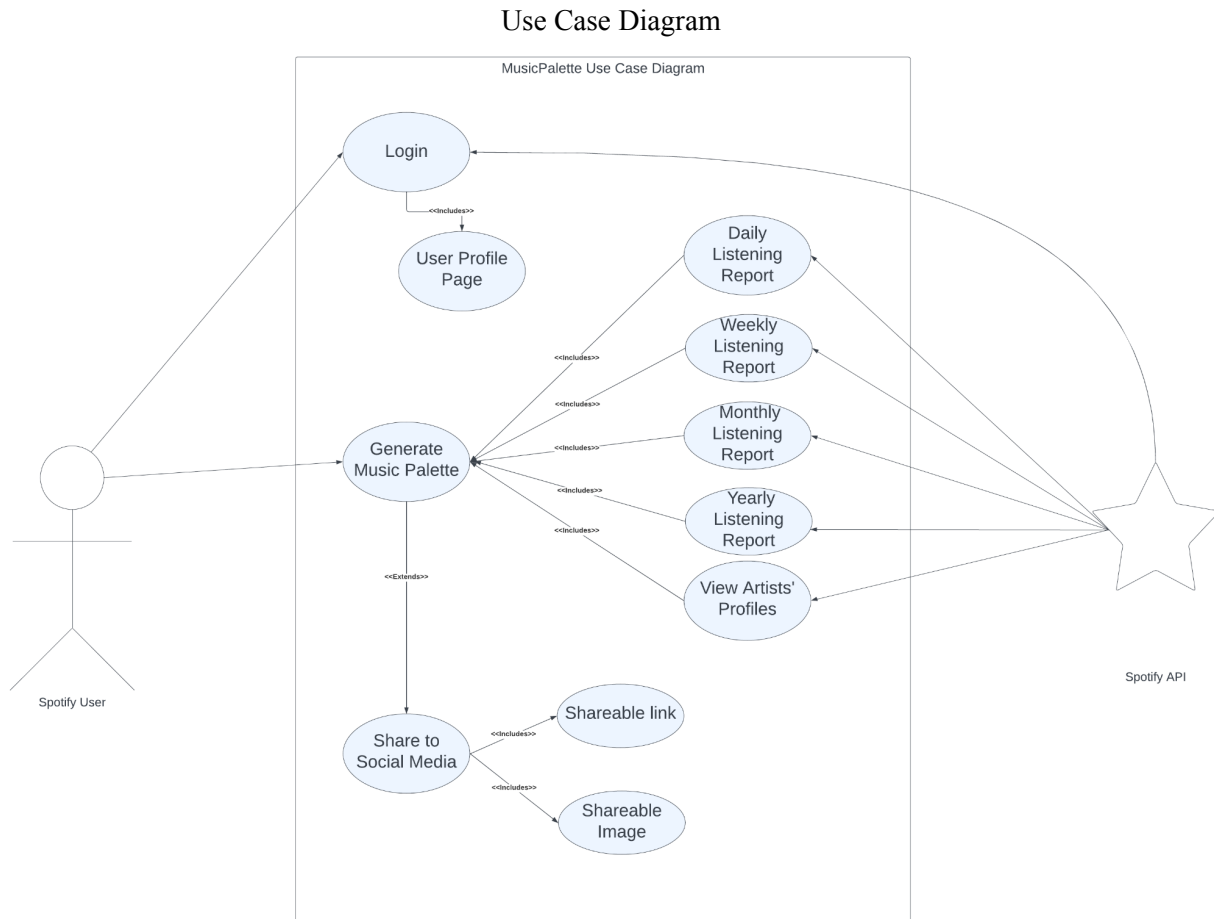 Use Case Diagram
MusicPalette Use Case Diagram
Login
<<Includes>>
User Profile
Page
Daily
Listening
Report
Weekly
Listening
Report
<<Includes>>
<<Includes>>
Monthly
Listening
Report
Generate
Music Palette
<<Includes>>
<<Includes>>
Yearly
Listening
Report
<<Includes>>
<<Extends>>
View Artists'
Profiles
Spotify User
Spotify API
Share to
Social Media
<<Includes>>
Shareable link
<<Includes>>
Shareable
Image